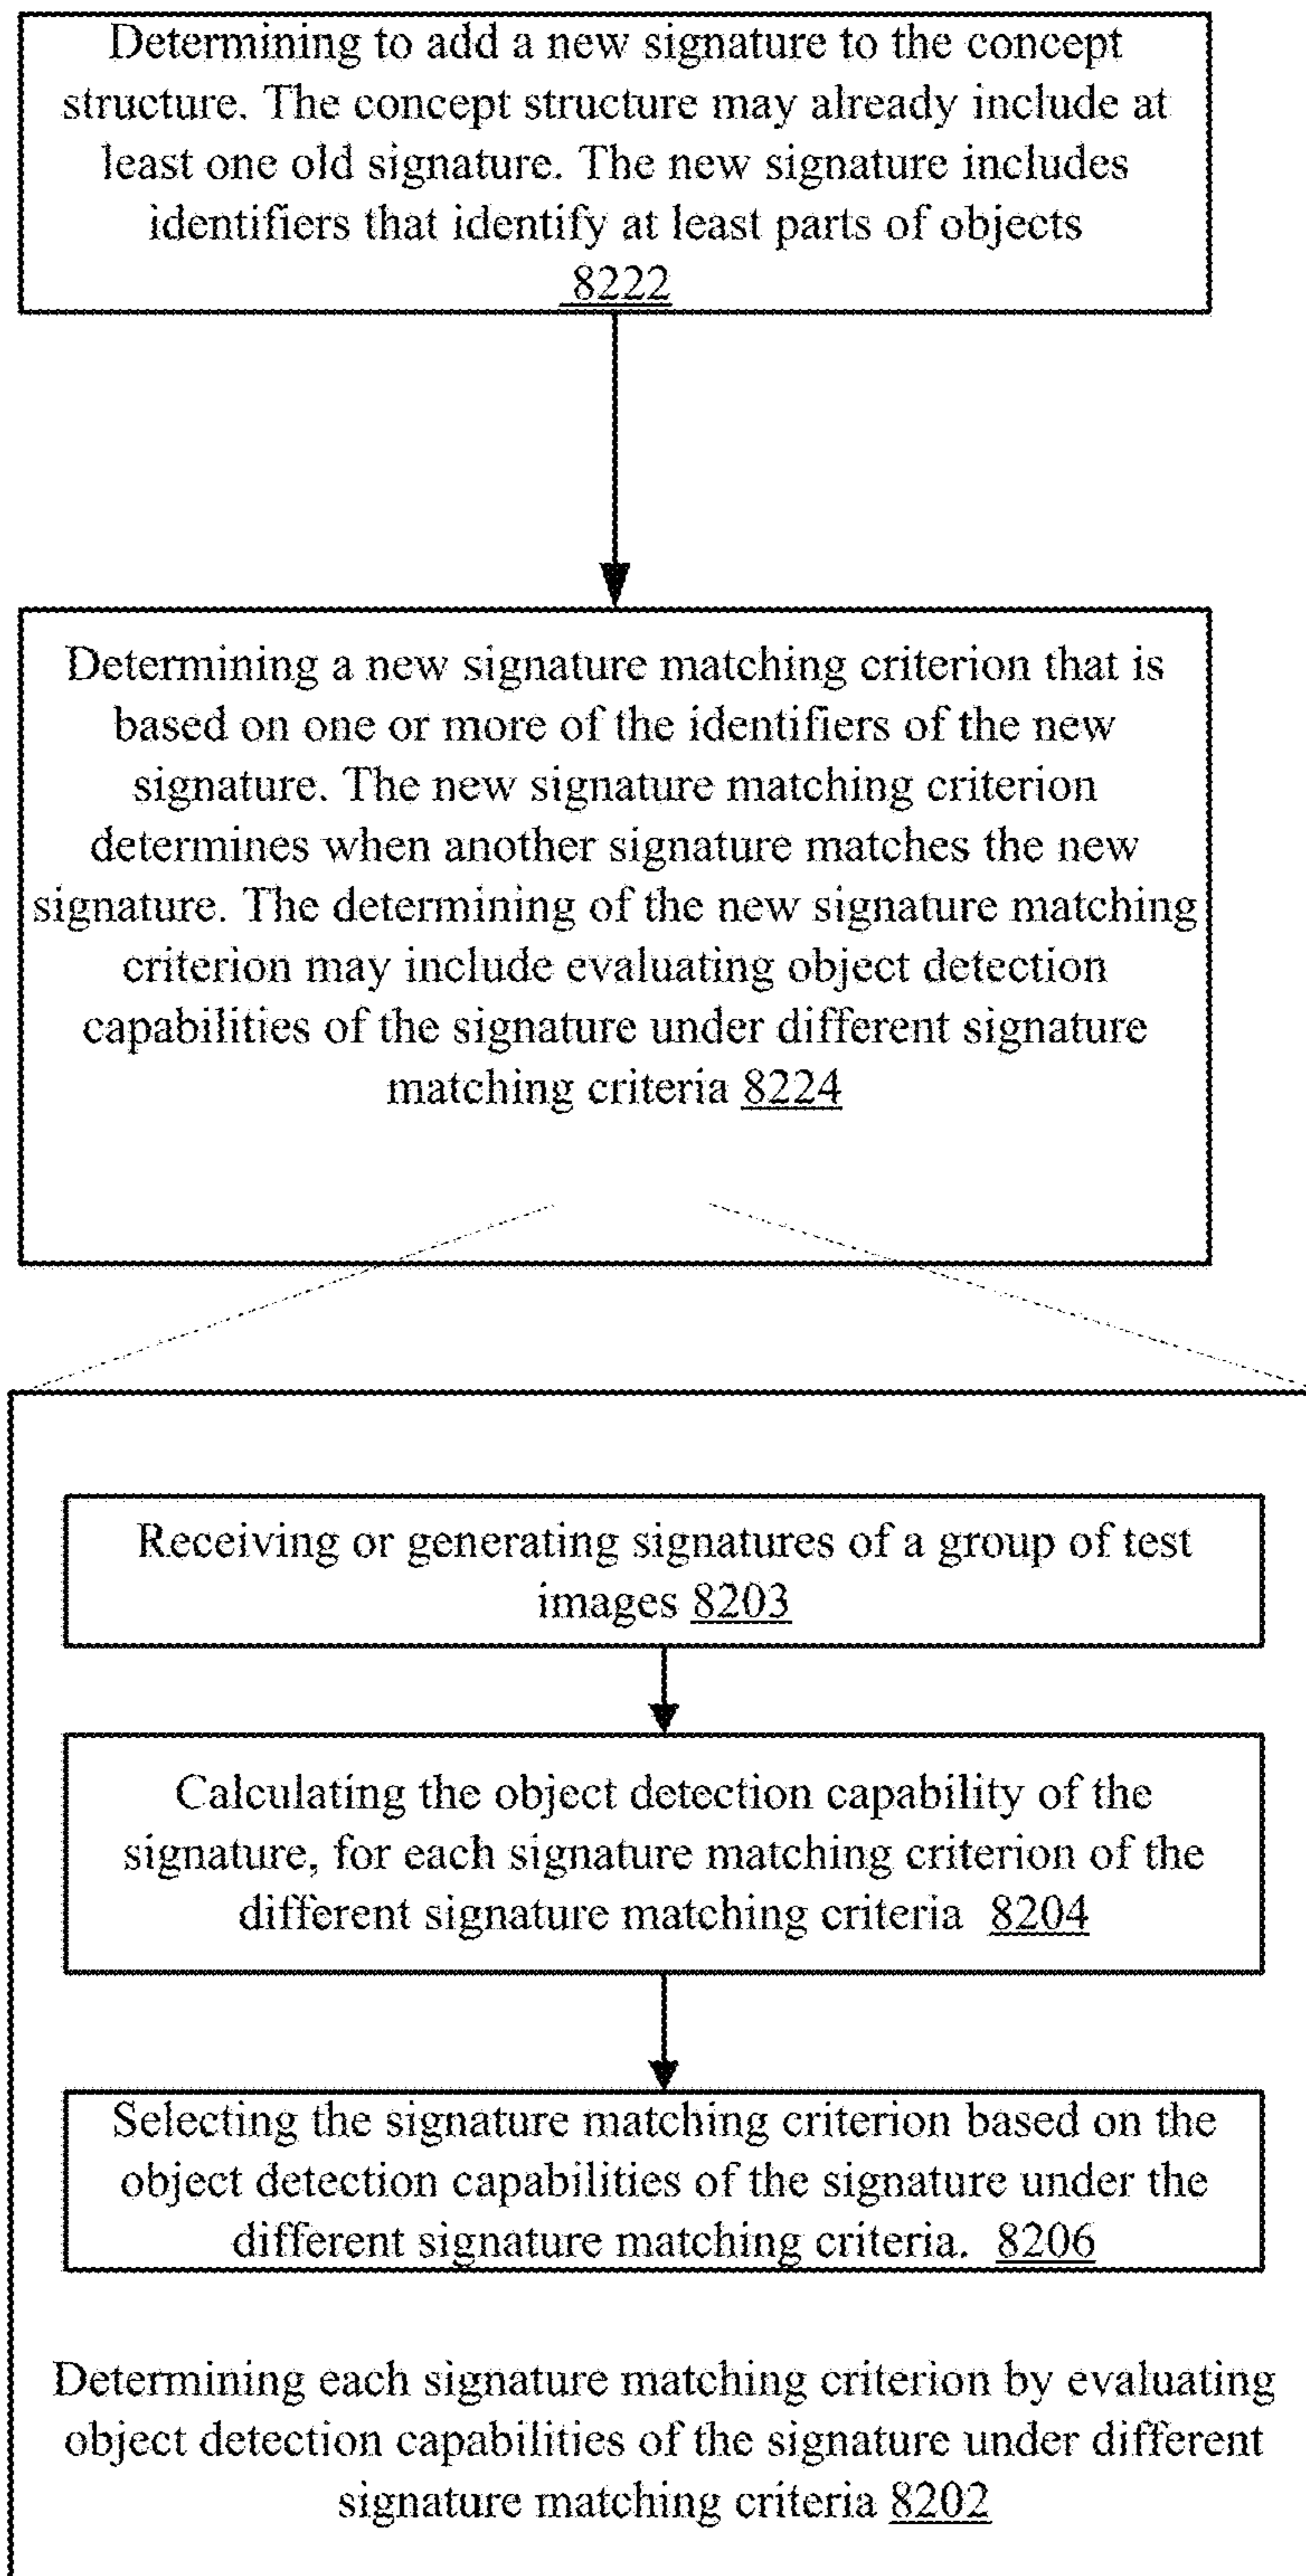 Determining to add a new signature to the concept
structure. The concept structure may already include at
least one old signature. The new signature includes
identifiers that identify at least parts of objects
8222
Determining a new signature matching criterion that is
based on one or more of the identifiers of the new
signature. The new signature matching criterion
determines when another signature matches the new
signature. The determining of the new signature matching
criterion may include evaluating object detection
capabilities of the signature under different signature
matching criteria 8224
Receiving or generating signatures of a group of test
images 8203
Calculating the object detection capability of the
signature, for each signature matching criterion of the
different signature matching criteria 8204
Selecting the signature matching criterion based on the
object detection capabilities of the signature under the
different signature matching criteria. 8206
Determining each signature matching criterion by evaluating
object detection capabilities of the signature under different
signature matching criteria 8202